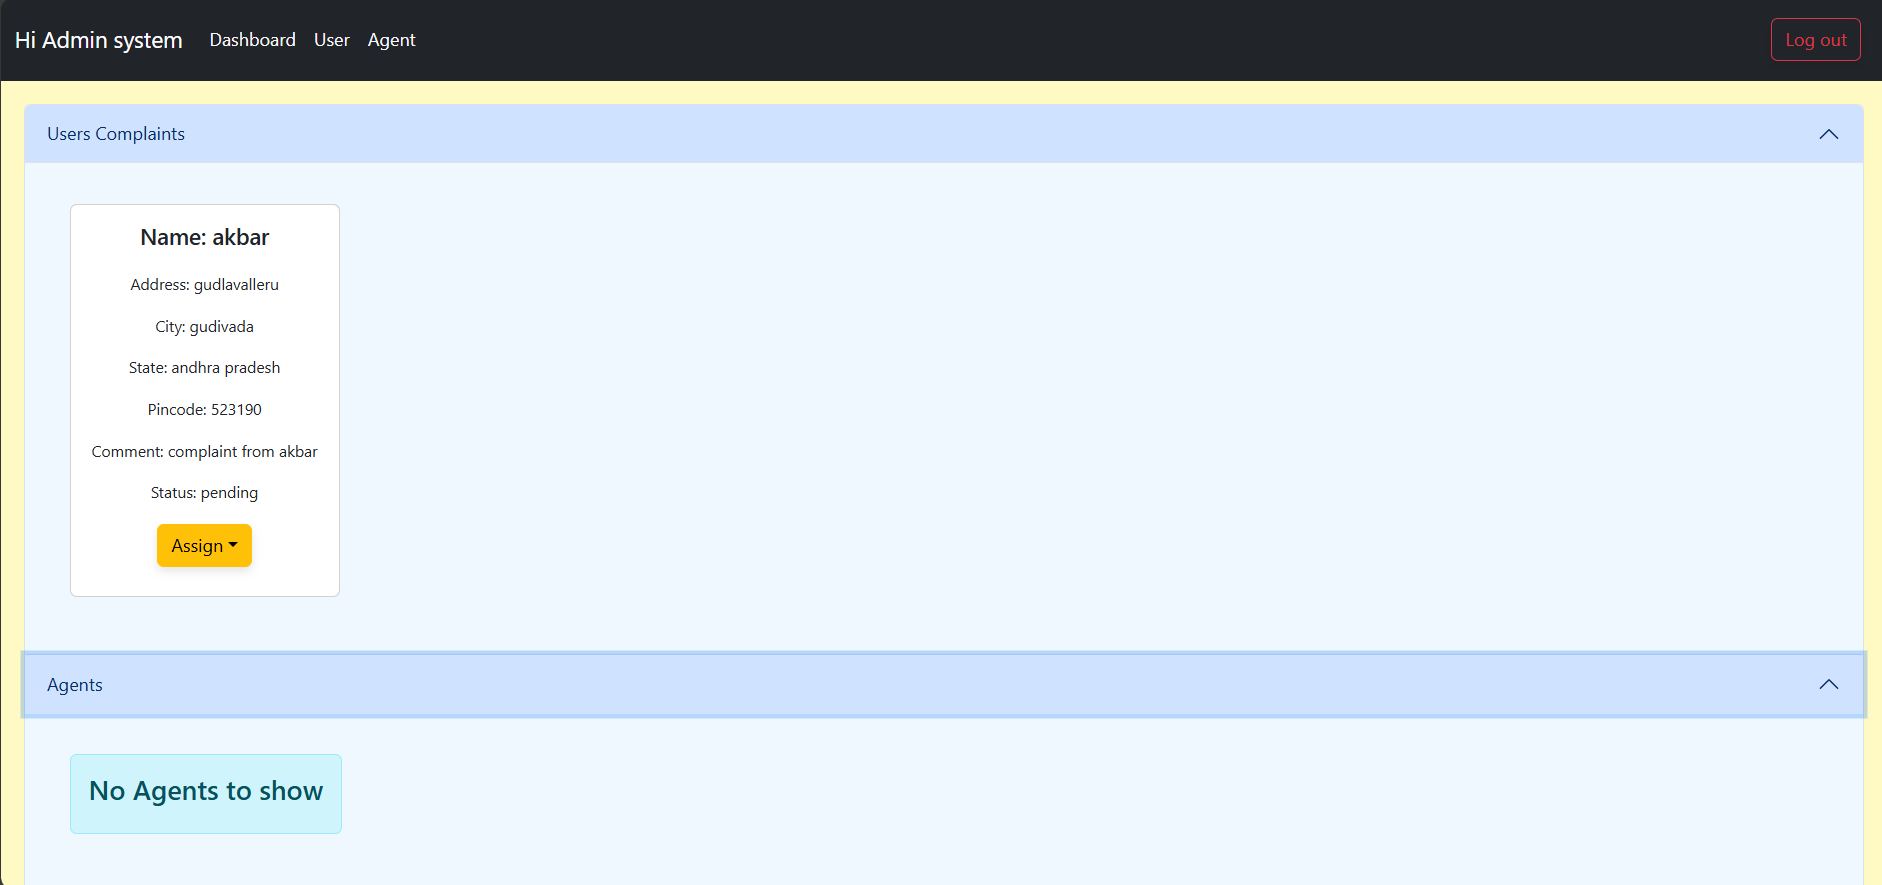 Hi Admin system Dashboard User Agent Log out
Users Complaints
Name: akbar
Address: gudlavalleru
City: gudivada
State: andhra pradesh
Pincode: 523190
Comment: complaint from akbar
Status: pending
Assign
Agents
No Agents to show